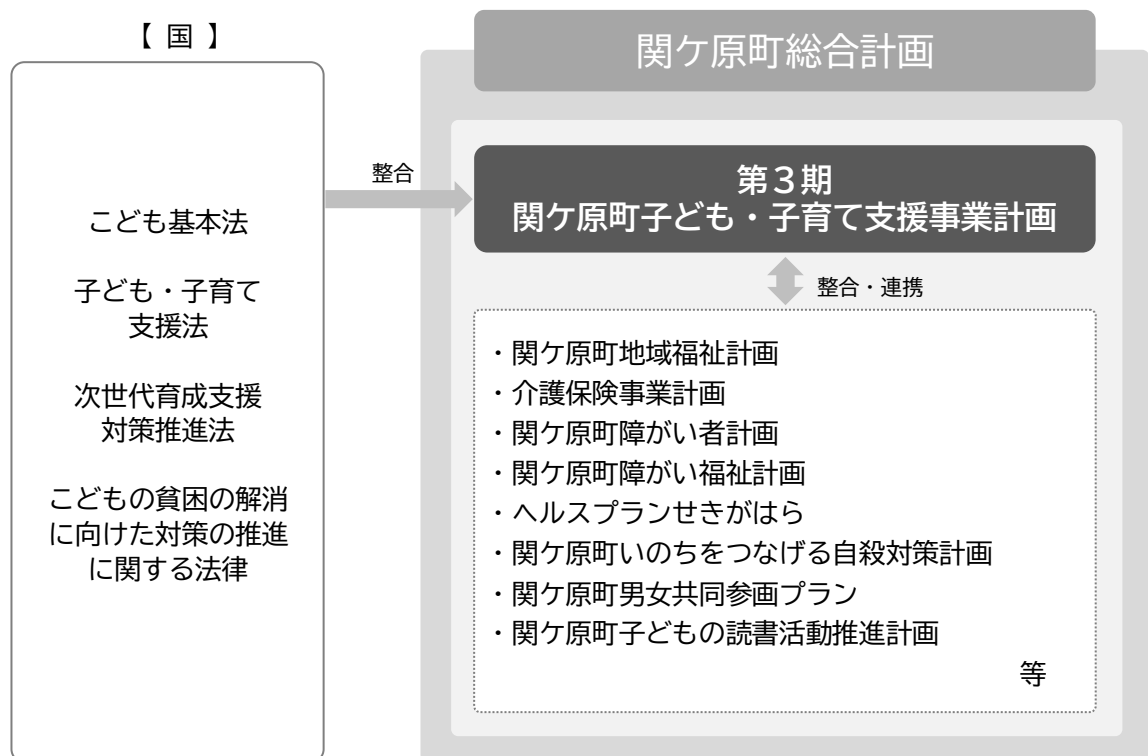 【 国 】
こども基本法
子ども・子育て
支援法
次世代育成支援
対策推進法
こどもの貧困の解消
に向けた対策の推進
に関する法律
整合
関ケ原町総合計画
第３期
関ケ原町子ども・子育て支援事業計画
整合・連携
・関ケ原町地域福祉計画
・介護保険事業計画
・関ケ原町障がい者計画
・関ケ原町障がい福祉計画
・ヘルスプランせきがはら
・関ケ原町いのちをつなげる自殺対策計画
・関ケ原町男女共同参画プラン
・関ケ原町子どもの読書活動推進計画
等